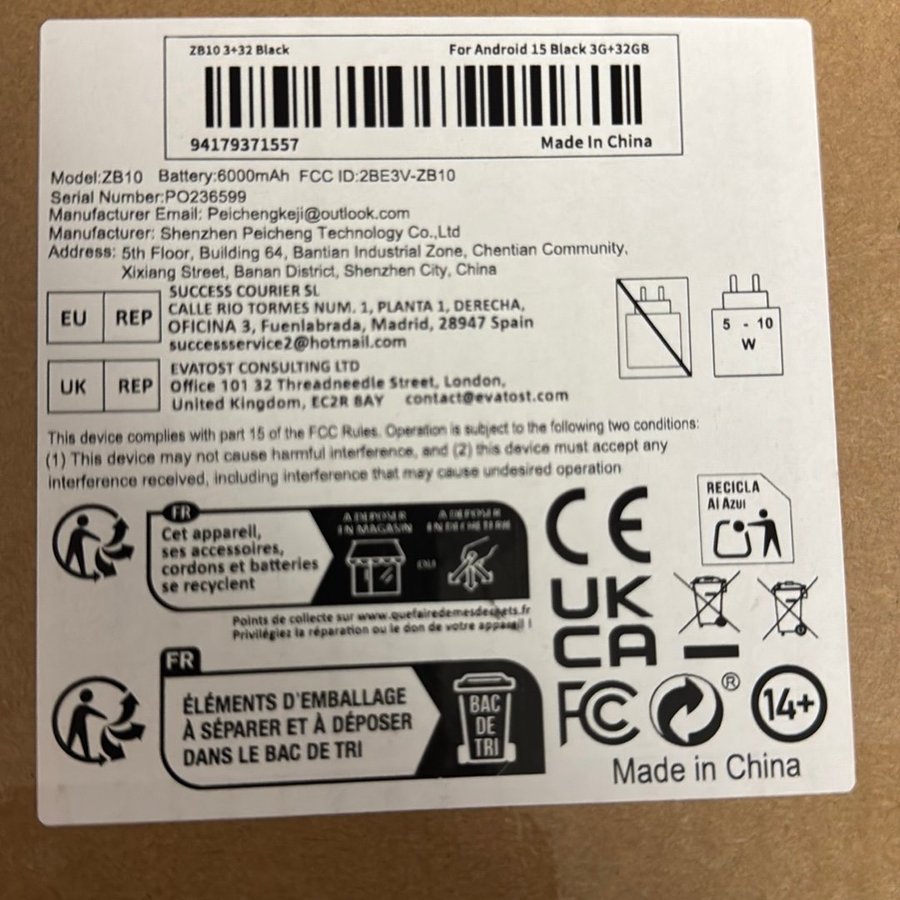 ZB10 3+32 Black For Android 15 Black 3G+32GB
94179371557 Made In China
Model:ZB10 Battery:6000mAh FCC ID:2BE3V-ZB10
Serial Number:PO236599
Manufacturer Email: Peichengkeji@outlook.com
Manufacturer: Shenzhen Peicheng Technology Co.,Ltd
Address: 5th Floor, Building 64, Bantian Industrial Zone, Chentian Community,
Xixiang Street, Banan District, Shenzhen City, China
EU REP
SUCCESS COURIER SL
CALLE RIO TORMES NUM. 1, PLANTA 1, DERECHA,
OFICINA 3, Fuenlabrada, Madrid, 28947 Spain
successservice2@hotmail.com
5 - 10
W
UK REP
EVATOST CONSULTING LTD
Office 101 32 Threadneedle Street, London,
United Kingdom, EC2R 8AY contact@evatost.com
This device complies with part 15 of the FCC Rules. Operation is subject to the following two conditions:
(1) This device may not cause harmful interference, and (2) this device must accept any
interference received, including interference that may cause undesired operation
FR
Cet appareil,
ses accessoires,
cordons et batteries
se recyclent
À DÉPOSER
EN MAGASIN
OU
À DÉPOSER
EN DÉCHÈTERIE
Points de collecte sur www.quefairedemesdechets.fr
Privilégiez la réparation ou le don de votre appareil !
CE
RECICLA
Al Azul
UK
CA
FR
ÉLÉMENTS D'EMBALLAGE
À SÉPARER ET À DÉPOSER
DANS LE BAC DE TRI
BAC
DE
TRI
FC
®
14+
Made in China